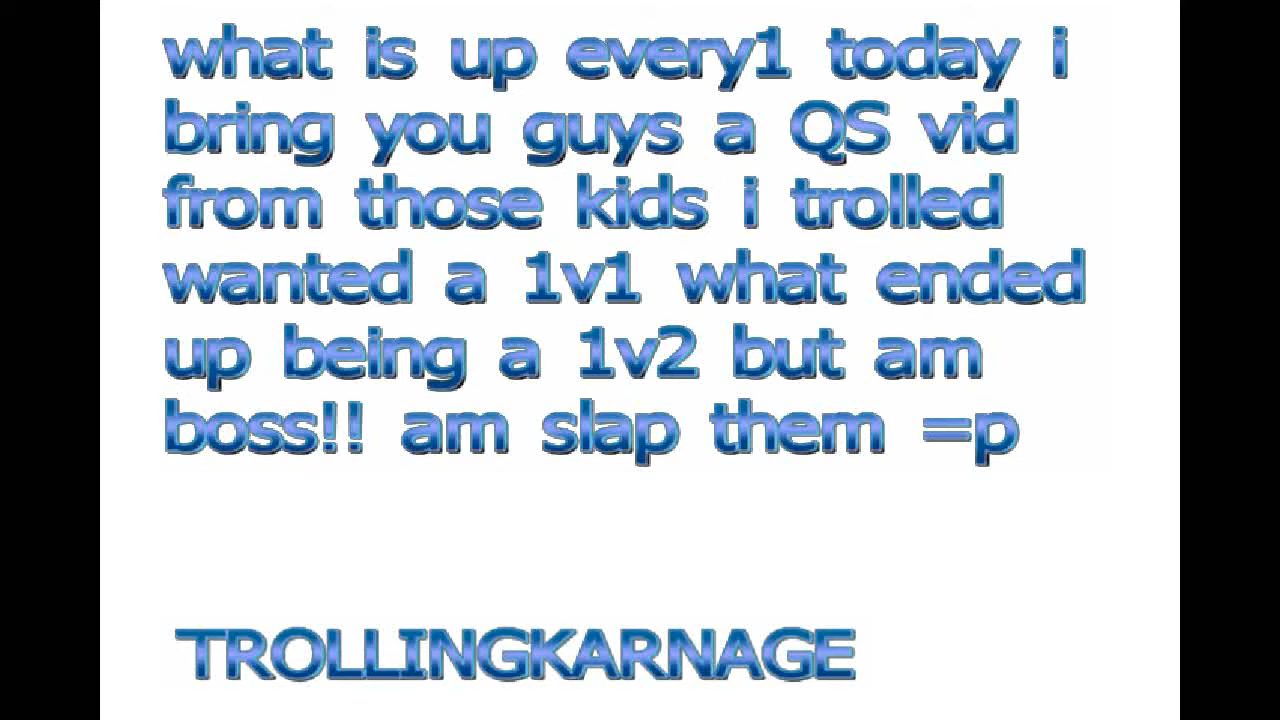 what is up every1 today i
bring you guys a QS vid
from those kids i trolled
wanted a 1v1 what ended
up being a 1v2 but am
boss!! am slap them =p
TROLLINGKARNAGE